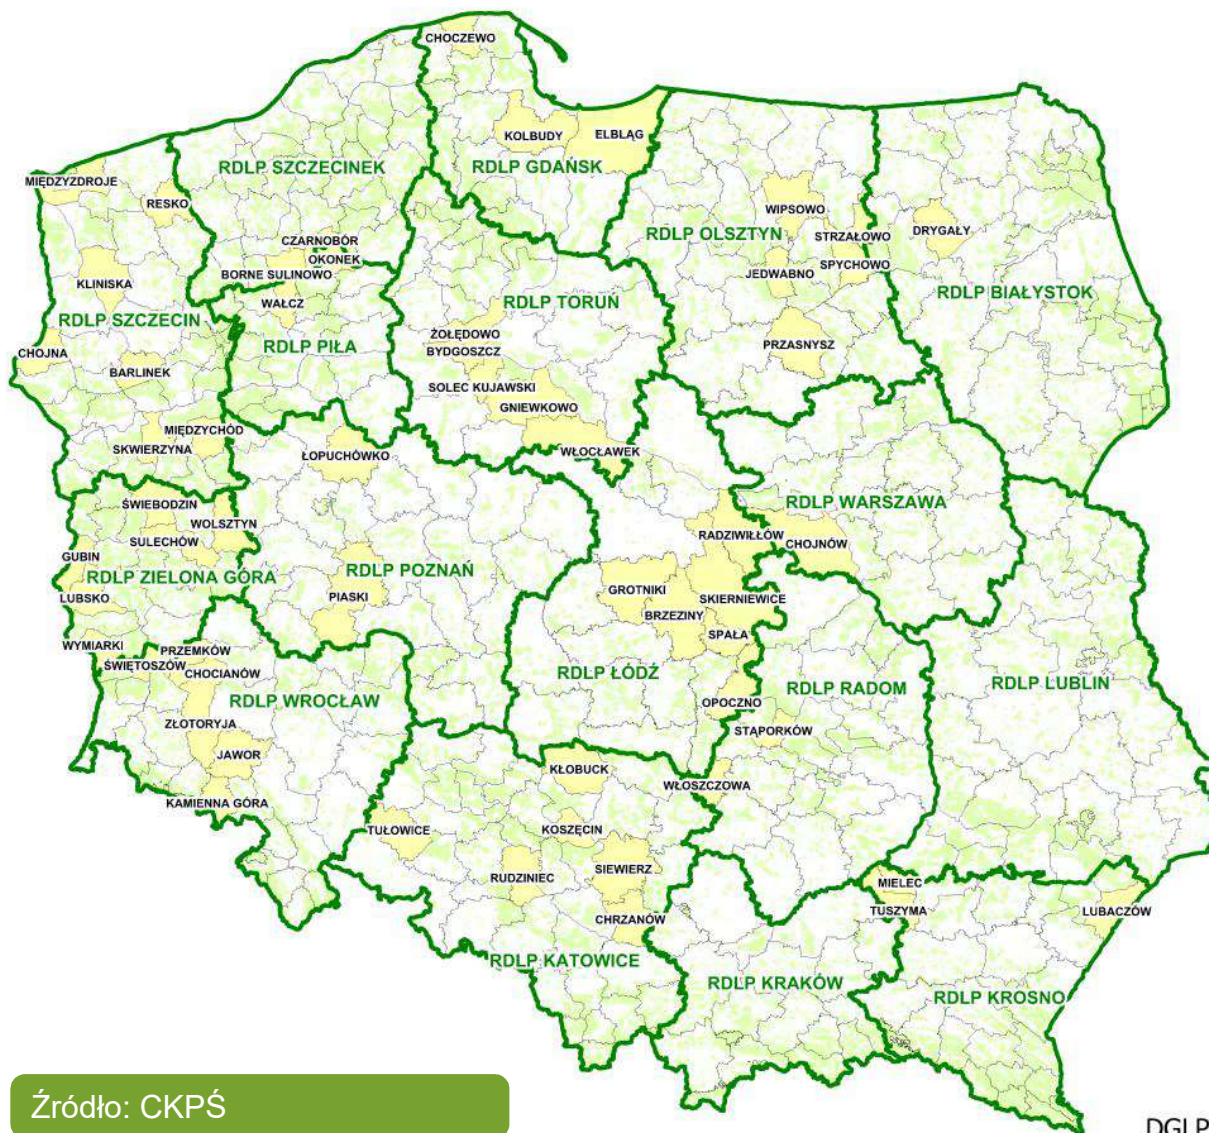 CHOCZEWO
KOLBUDY
ELBLĄG
RDLP SZCZECINEK
RDLP GDAŃSK
MIĘDZYZDROJE
RESKO
WIPSOWO
RDLP OLSZTYN
STRZAŁOWO
DRYGAŁY
CZARNOBÓR
OKONEK
BORNE SULINOWO
SPYCHOWO
JEDWABNO
KLINISKA
WAŁCZ
RDLP TORUŃ
RDLP BIAŁYSTOK
RDLP SZCZECIN
ŻOŁĘDOWO
BYDGOSZCZ
RDLP PIŁA
PRZASNYSZ
CHOJNA
BARLINEK
SOLEC KUJAWSKI
GNIEWKOWO
MIĘDZYCHÓD
SKWIERZYNA
ŁOPUCHÓWKO
WŁOCŁAWEK
ŚWIEBODZIN
WOLSZTYN
RDLP WARSZAWA
SULECHÓW
RADZIWIŁŁÓW
CHOJNÓW
GUBIN
RDLP ZIELONA GÓRA
RDLP POZNAŃ
LUBSKO
PIASKI
GROTNIKI
SKIERNIEWICE
BRZEZINY
SPAŁA
WYMIARKI
PRZEMKÓW
ŚWIĘTOSZÓW
CHOCIANÓW
RDLP ŁÓDŹ
RDLP RADOM
RDLP LUBLIN
RDLP WROCŁAW
OPOCZNO
ZŁOTORYJA
STĄPORKÓW
JAWOR
KŁOBUCK
WŁOSZCZOWA
KAMIENNA GÓRA
TUŁOWICE
KOSZĘCIN
RUDZINIEC
SIEWIERZ
MIELEC
TUSZYMA
LUBACZÓW
CHRZANÓW
RDLP KATOWICE
RDLP KRAKÓW
RDLP KROSNO
Źródło: CKPŚ
DGLP